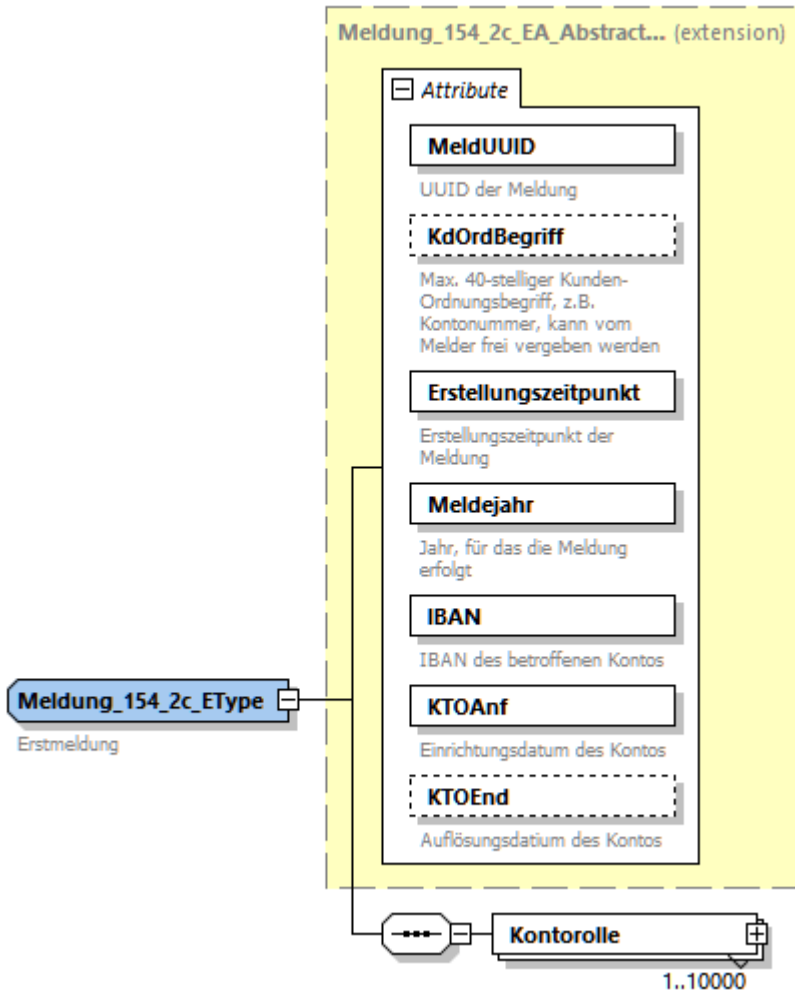 Meldung_154_2c_EA_Abstract... (extension)
Attribute
MeldUUID
UUID der Meldung
KdOrdBegriff
Max. 40-stelliger Kunden-
Ordnungsbegriff, z.B.
Kontonummer, kann vom
Melder frei vergeben werden
Erstellungszeitpunkt
Erstellungszeitpunkt der
Meldung
Meldejahr
Jahr, für das die Meldung
erfolgt
IBAN
IBAN des betroffenen Kontos
Meldung_154_2c_EType
Erstmeldung
KTOAnf
Einrichtungsdatum des Kontos
KTOEnd
Auflösungsdatium des Kontos
Kontorolle
1..10000